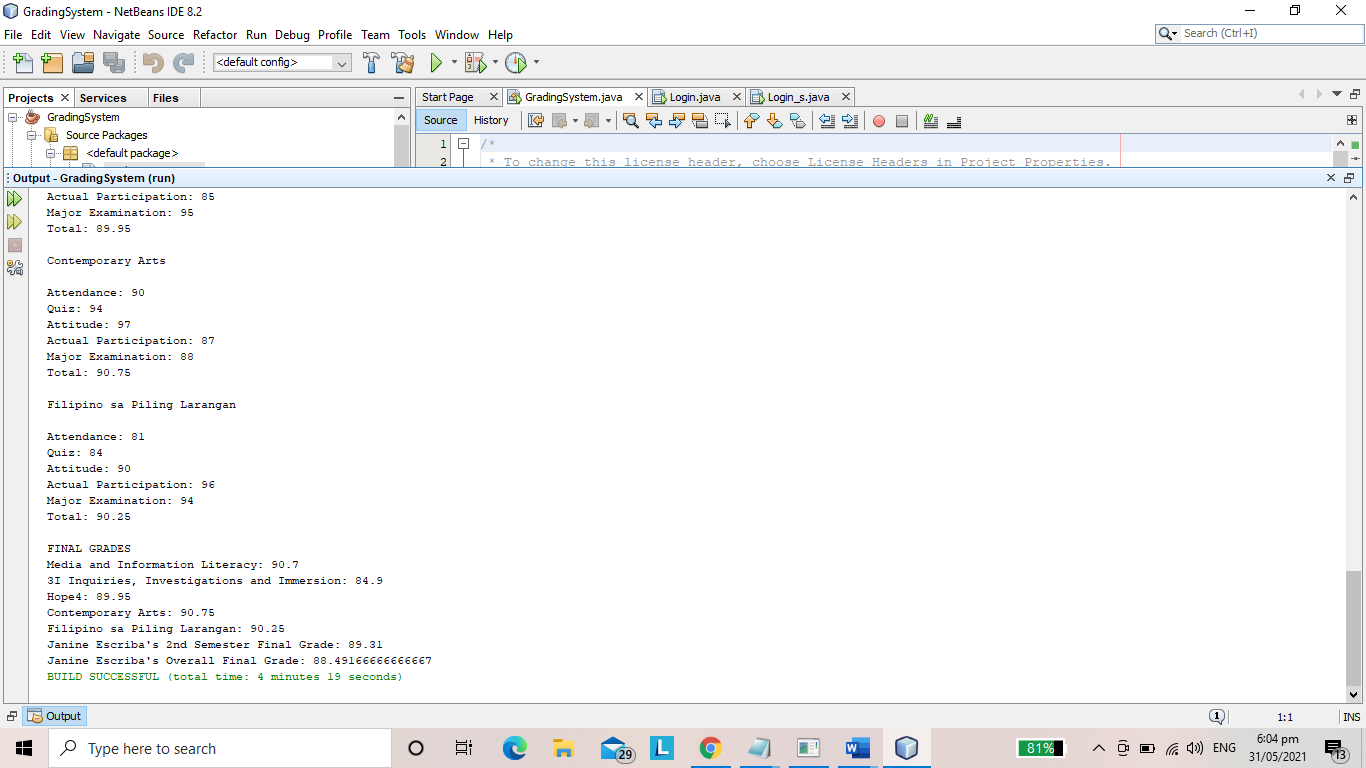 GradingSystem - NetBeans IDE 8.2
File Edit View Navigate Source Refactor Run Debug Profile Team Tools Window Help
Search (Ctrl+I)
<default config>
Projects Services Files
Start Page GradingSystem.java Login.java Login_s.java
GradingSystem
Source History
Source Packages
<default package>
1 /*
2 * To change this license header, choose License Headers in Project Properties.
Output - GradingSystem (run)
Actual Participation: 85
Major Examination: 95
Total: 89.95
Contemporary Arts
Attendance: 90
Quiz: 94
Attitude: 97
Actual Participation: 87
Major Examination: 88
Total: 90.75
Filipino sa Piling Larangan
Attendance: 81
Quiz: 84
Attitude: 90
Actual Participation: 96
Major Examination: 94
Total: 90.25
FINAL GRADES
Media and Information Literacy: 90.7
3I Inquiries, Investigations and Immersion: 84.9
Hope4: 89.95
Contemporary Arts: 90.75
Filipino sa Piling Larangan: 90.25
Janine Escriba's 2nd Semester Final Grade: 89.31
Janine Escriba's Overall Final Grade: 88.49166666666667
BUILD SUCCESSFUL (total time: 4 minutes 19 seconds)
Output
1 1:1 INS
Type here to search
29
L
W
81%
ENG
6:04 pm
31/05/2021
13